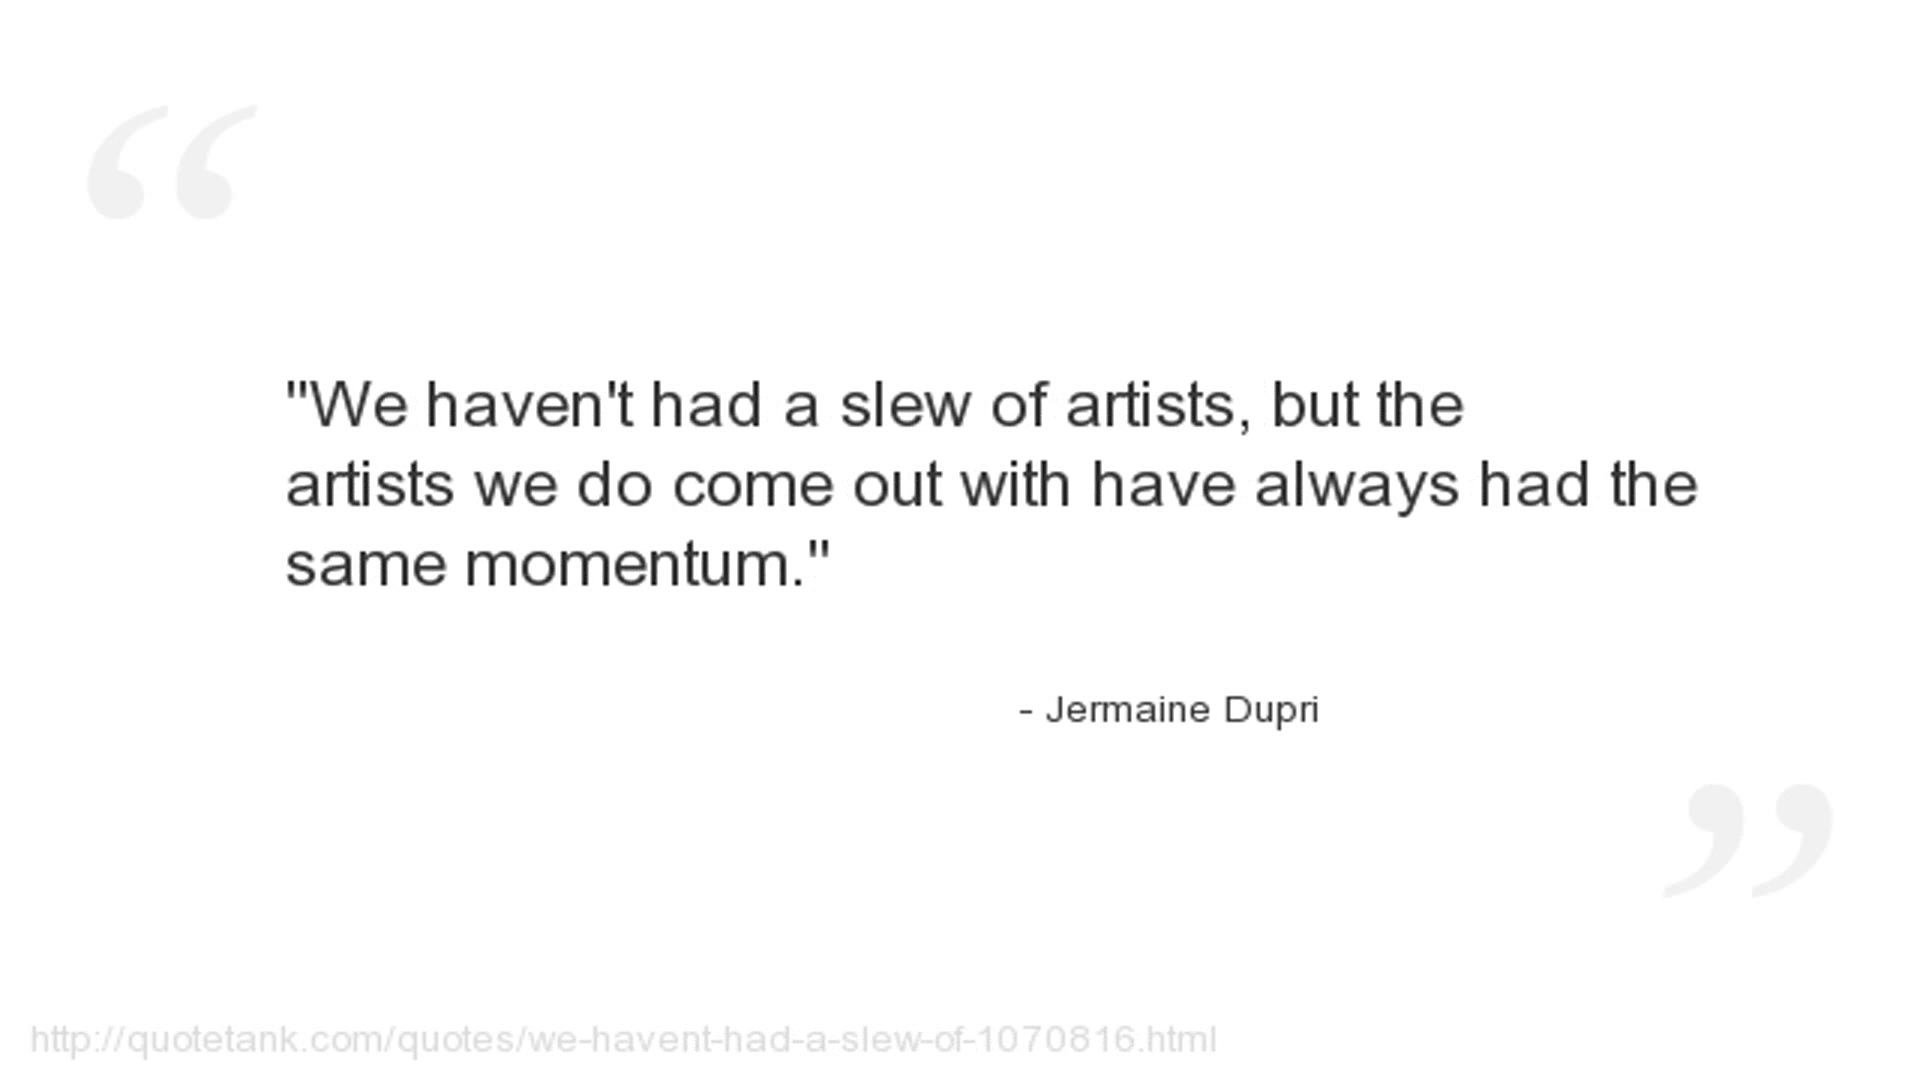 "We haven't had a slew of artists, but the
artists we do come out with have always had the
same momentum."
- Jermaine Dupri
http://quotetank.com/quotes/we-havent-had-a-slew-of-1070816.html